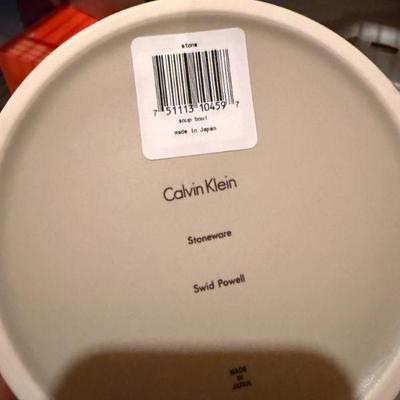 stone
7 51113 10459 7
soup bowl
made in Japan
Calvin Klein
Stoneware
Swid Powell
MADE
IN
JAPAN